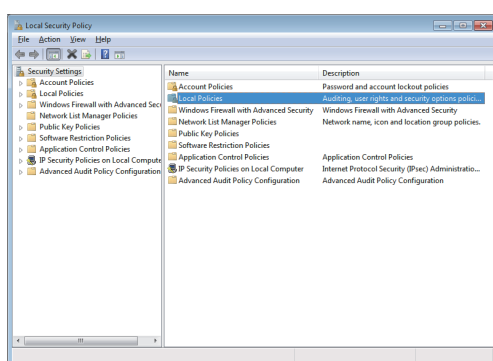 Local Security Policy
File Action View Help
Security Settings
Account Policies
Local Policies
Windows Firewall with Advanced Secu
Network List Manager Policies
Public Key Policies
Software Restriction Policies
Application Control Policies
IP Security Policies on Local Compute
Advanced Audit Policy Configuration
Name Description
Account Policies Password and account lockout policies
Local Policies Auditing, user rights and security options polici...
Windows Firewall with Advanced Security Windows Firewall with Advanced Security
Network List Manager Policies Network name, icon and location group policies.
Public Key Policies
Software Restriction Policies
Application Control Policies Application Control Policies
IP Security Policies on Local Computer Internet Protocol Security (IPsec) Administratio...
Advanced Audit Policy Configuration Advanced Audit Policy Configuration